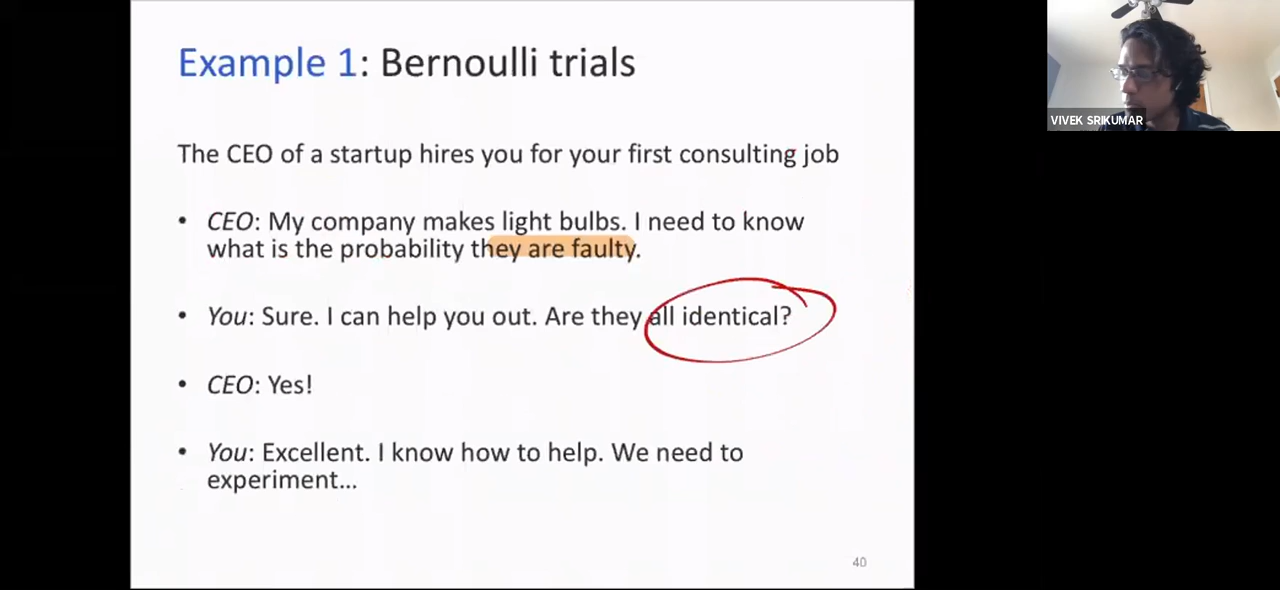 Example 1: Bernoulli trials
VIVEK SRIKUMAR
The CEO of a startup hires you for your first consulting job
• CEO: My company makes light bulbs. I need to know
what is the probability they are faulty.
• You: Sure. I can help you out. Are they all identical?
• CEO: Yes!
• You: Excellent. I know how to help. We need to
experiment...
40